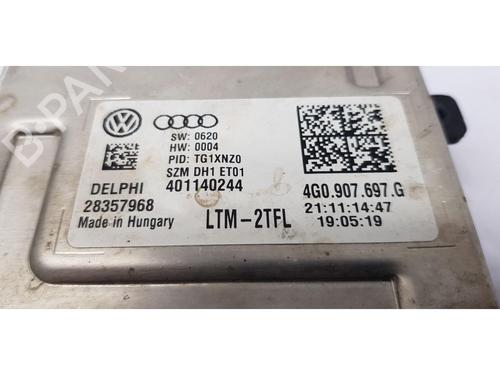 SW: 0620
HW: 0004
PID: TG1XNZ0
SZM DH1 ET01
DELPHI 401140244
28357968
Made in Hungary
LTM-2TFL
4G0.907.697.G
21:11:14:47
19:05:19
B-PARTS